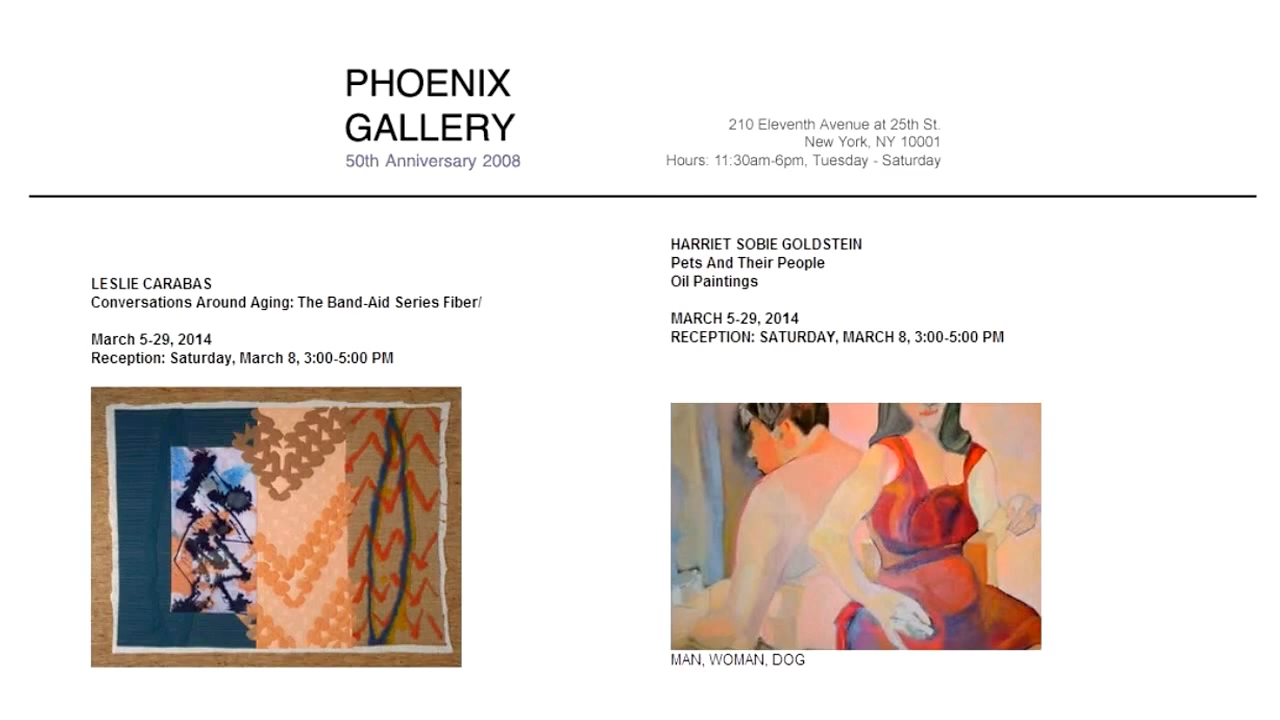 PHOENIX
GALLERY
50th Anniversary 2008
210 Eleventh Avenue at 25th St.
New York, NY 10001
Hours: 11:30am-6pm, Tuesday - Saturday
LESLIE CARABAS
Conversations Around Aging: The Band-Aid Series Fiber/
March 5-29, 2014
Reception: Saturday, March 8, 3:00-5:00 PM
HARRIET SOBIE GOLDSTEIN
Pets And Their People
Oil Paintings
MARCH 5-29, 2014
RECEPTION: SATURDAY, MARCH 8, 3:00-5:00 PM
MAN, WOMAN, DOG